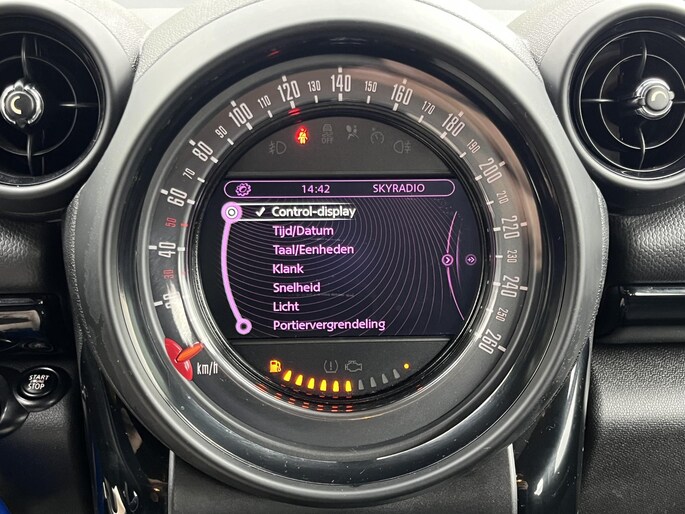 120
130
140
150
110
160
100
170
90
180
80
OFF
70
190
60
200
14:42
SKYRADIO
✓ Control-display
210
50
Tijd/Datum
220
40
Taal/Eenheden
230
30
Klank
240
Snelheid
Licht
250
Portiervergrendeling
260
km/h
START
STOP